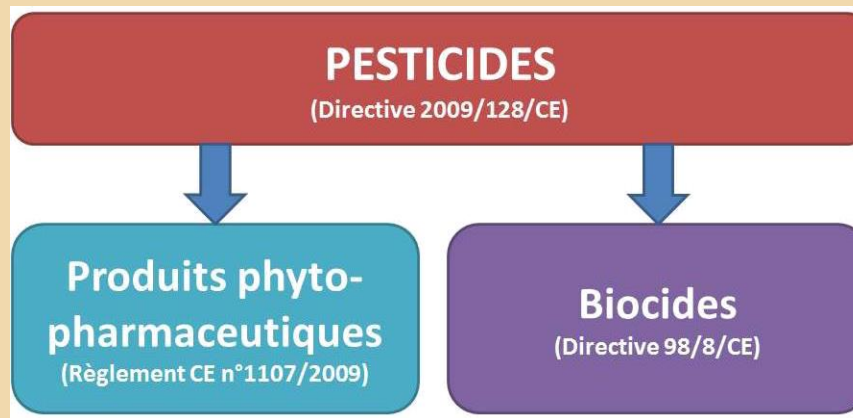 PESTICIDES
(Directive 2009/128/CE)
Produits phyto-
pharmaceutiques
(Règlement CE n°1107/2009)
Biocides
(Directive 98/8/CE)